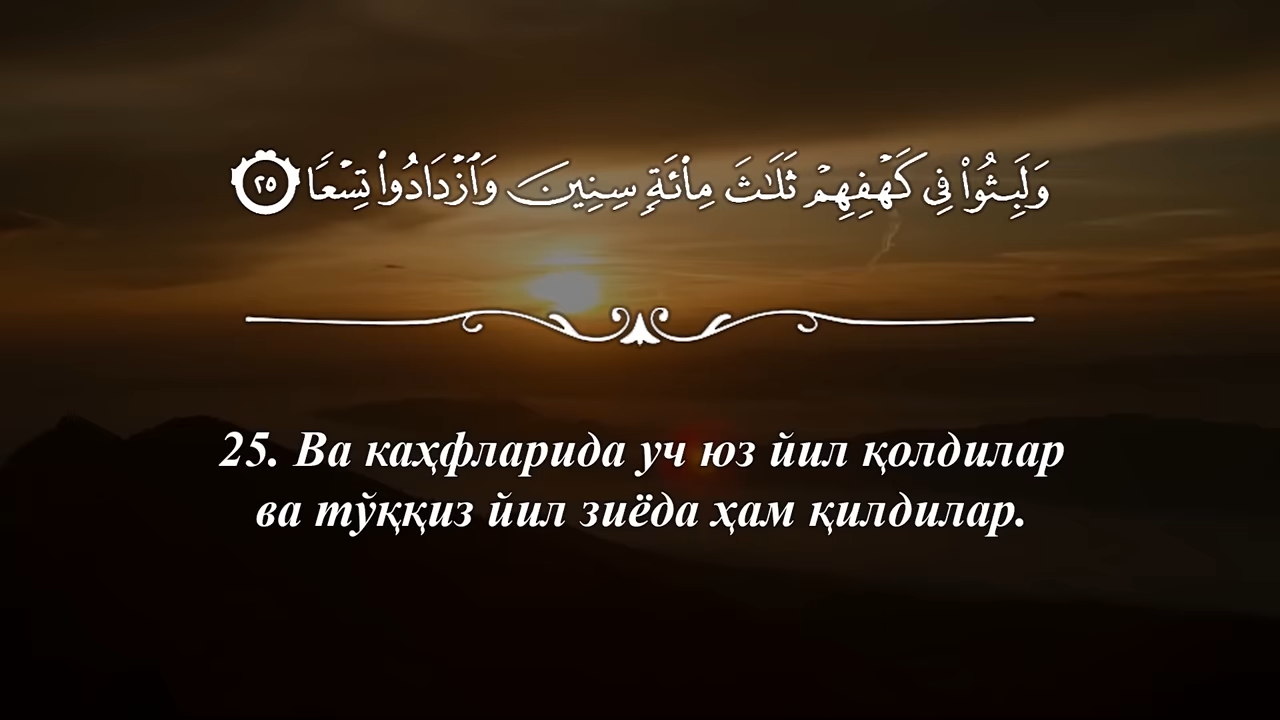 وَلَبِثُوا۟ فِى كَهْفِهِمْ ثَلَـٰثَ مِا۟ئَةٍ سِنِينَ وَٱزْدَادُوا۟ تِسْعًا ٢٥
25. Ва каҳфларида уч юз йил қолдилар
ва тўққиз йил зиёда ҳам қилдилар.